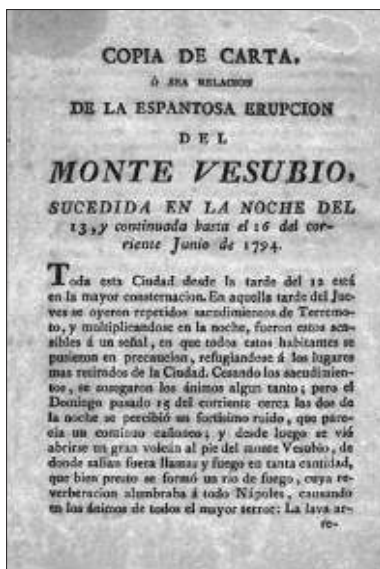 COPIA DE CARTA,
Ó SEA RELACION
DE LA ESPANTOSA ERUPCION
DEL
MONTE VESUBIO,
SUCEDIDA EN LA NOCHE DEL
13, y continuada hasta el 16 del cor-
riente Junio de 1794.
Toda esta Ciudad desde la tarde del 12 está
en la mayor consternacion. En aquella tarde del Jue-
ves se oyeron repetidos sacudimientos de Terremo-
to, y multiplicandose en la noche, fueron estos sen-
sibles á un señal, en que todos estos habitantes se
pusieron en precaucion, refugiandose á los lugares
mas retirados de la Ciudad. Cesando los sacudimien-
tos, se sosegaron los ánimos algun tanto; pero el
Domingo pasado 15 del corriente cerca las dos de
la noche se percibió un fortisimo ruido, que pare-
cia un continuo cañoneo; y desde luego se vió
abrirse un gran volcán al pie del monte Vesubio, de
donde salian fuera llamas y fuego en tanta cantidad,
que bien presto se formó un rio de fuego, cuya re-
verberacion alumbraba á todo Nápoles, causando
en los ánimos de todos el mayor terror: La lava ar-
re-